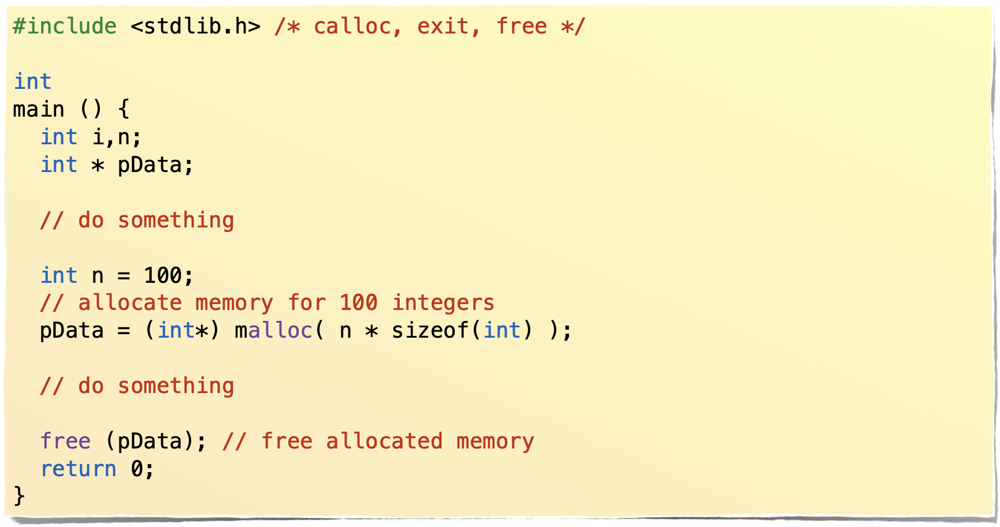 #include <stdlib.h> /* calloc, exit, free */
int
main () {
  int i,n;
  int * pData;
  // do something
  int n = 100;
  // allocate memory for 100 integers
  pData = (int*) malloc( n * sizeof(int) );
  // do something
  free (pData); // free allocated memory
  return 0;
}